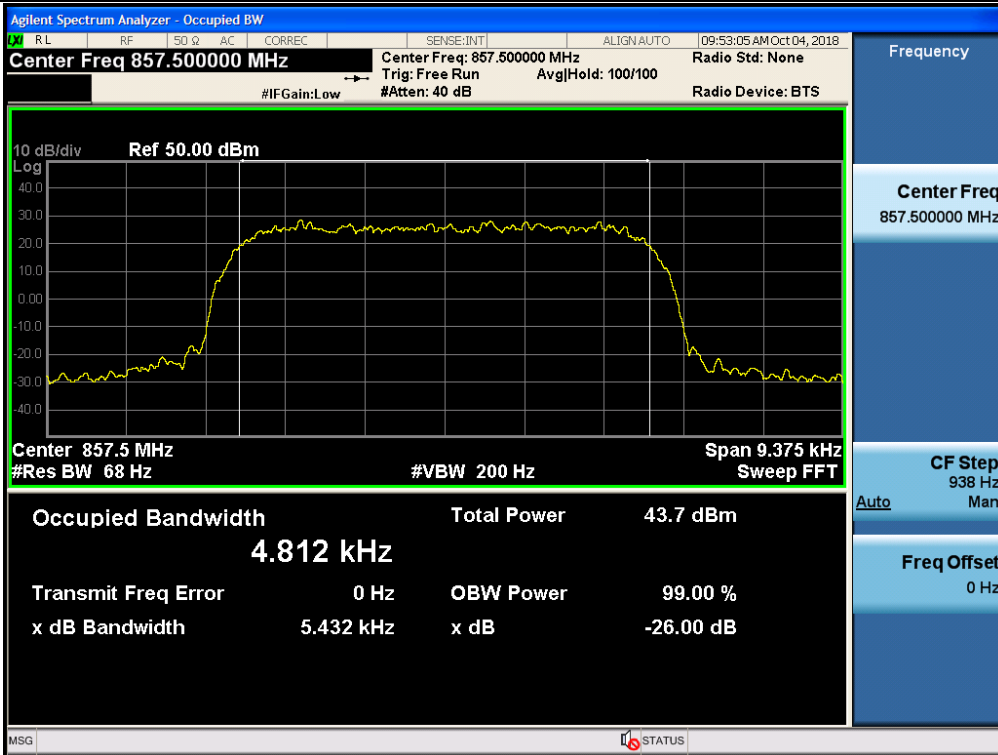 Agilent Spectrum Analyzer - Occupied BW
LXI RL RF 50 Ω AC CORREC SENSE:INT ALIGN AUTO 09:53:05 AM Oct 04, 2018
Center Freq 857.500000 MHz
Center Freq: 857.500000 MHz Radio Std: None
Trig: Free Run Avg|Hold: 100/100
#IFGain:Low #Atten: 40 dB Radio Device: BTS
Frequency
10 dB/div Ref 50.00 dBm
Log
40.0
30.0
20.0
10.0
0.00
-10.0
-20.0
-30.0
-40.0
Center 857.5 MHz Span 9.375 kHz
#Res BW 68 Hz #VBW 200 Hz Sweep FFT
Occupied Bandwidth Total Power 43.7 dBm
4.812 kHz
Transmit Freq Error 0 Hz OBW Power 99.00 %
x dB Bandwidth 5.432 kHz x dB -26.00 dB
Center Freq
857.500000 MHz
CF Step
938 Hz
Auto Man
Freq Offset
0 Hz
MSG STATUS